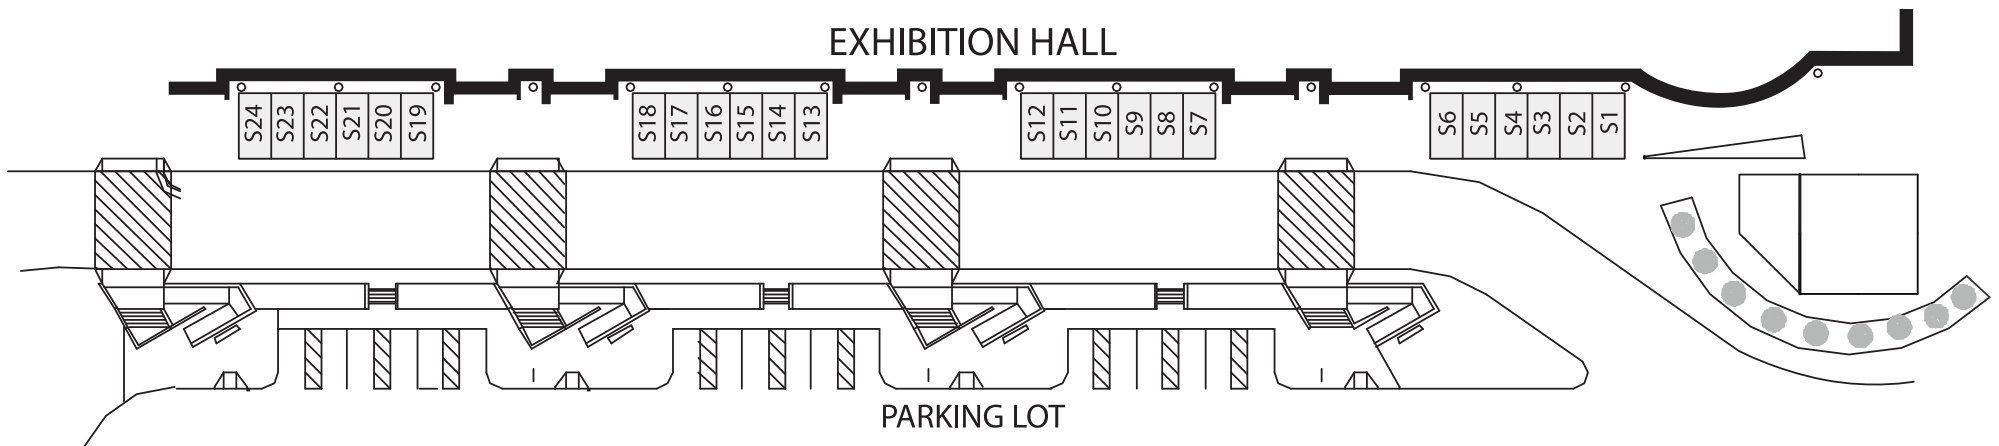 EXHIBITION HALL
S24
S23
S22
S21
S20
S19
S18
S17
S16
S15
S14
S13
S12
S11
S10
S9
S8
S7
S6
S5
S4
S3
S2
S1
PARKING LOT